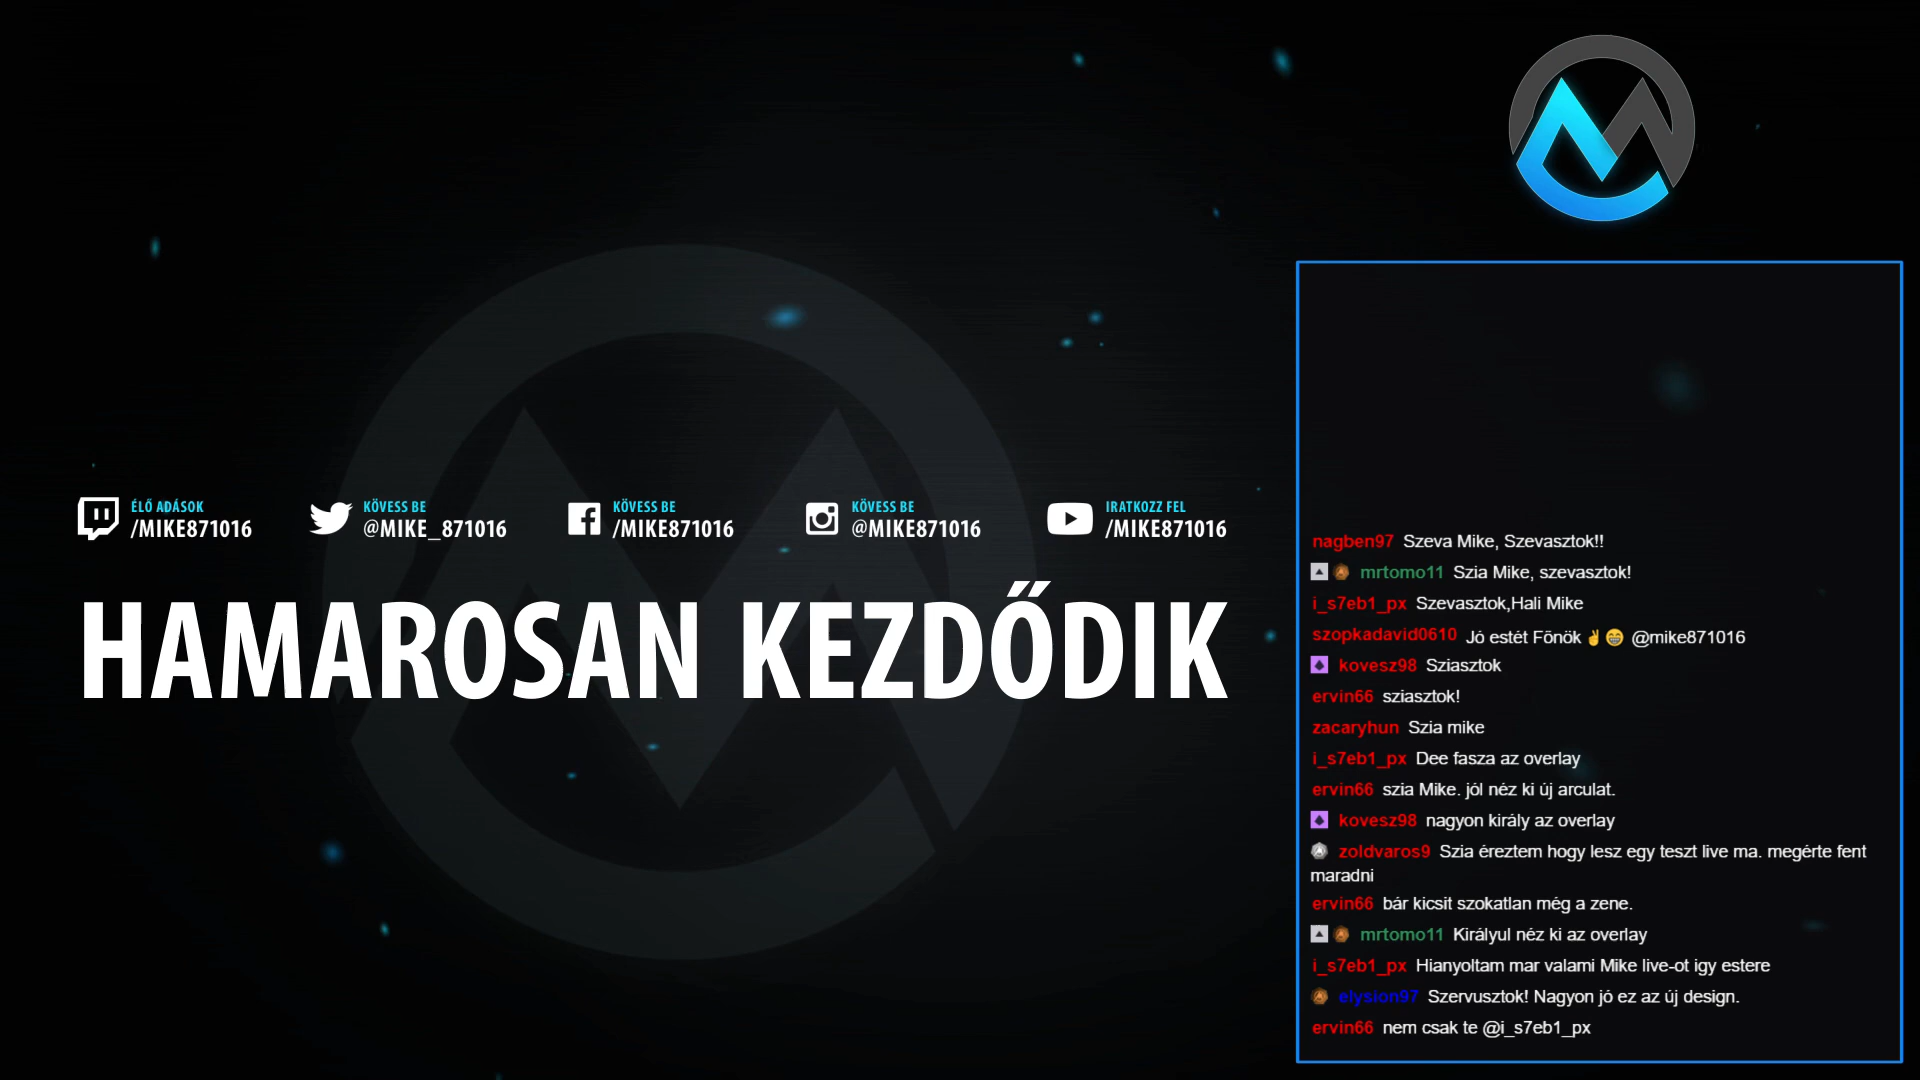 ÉLŐ ADÁSOK
/MIKE871016
KÖVESS BE
@MIKE_871016
KÖVESS BE
/MIKE871016
KÖVESS BE
@MIKE871016
IRATKOZZ FEL
/MIKE871016
HAMAROSAN KEZDŐDIK
nagben97 Szeva Mike, Szevasztok!!
mrtomo11 Szia Mike, szevasztok!
i_s7eb1_px Szevasztok,Hali Mike
szopkadavid0610 Jó estét Főnök ✌😁 @mike871016
kovesz98 Sziasztok
ervin66 sziasztok!
zacaryhun Szia mike
i_s7eb1_px Dee fasza az overlay
ervin66 szia Mike. jól néz ki új arculat.
kovesz98 nagyon király az overlay
zoldvaros9 Szia éreztem hogy lesz egy teszt live ma. megérte fent
maradni
ervin66 bár kicsit szokatlan még a zene.
mrtomo11 Királyul néz ki az overlay
i_s7eb1_px Hianyoltam mar valami Mike live-ot igy estere
elysion97 Szervusztok! Nagyon jó ez az új design.
ervin66 nem csak te @i_s7eb1_px